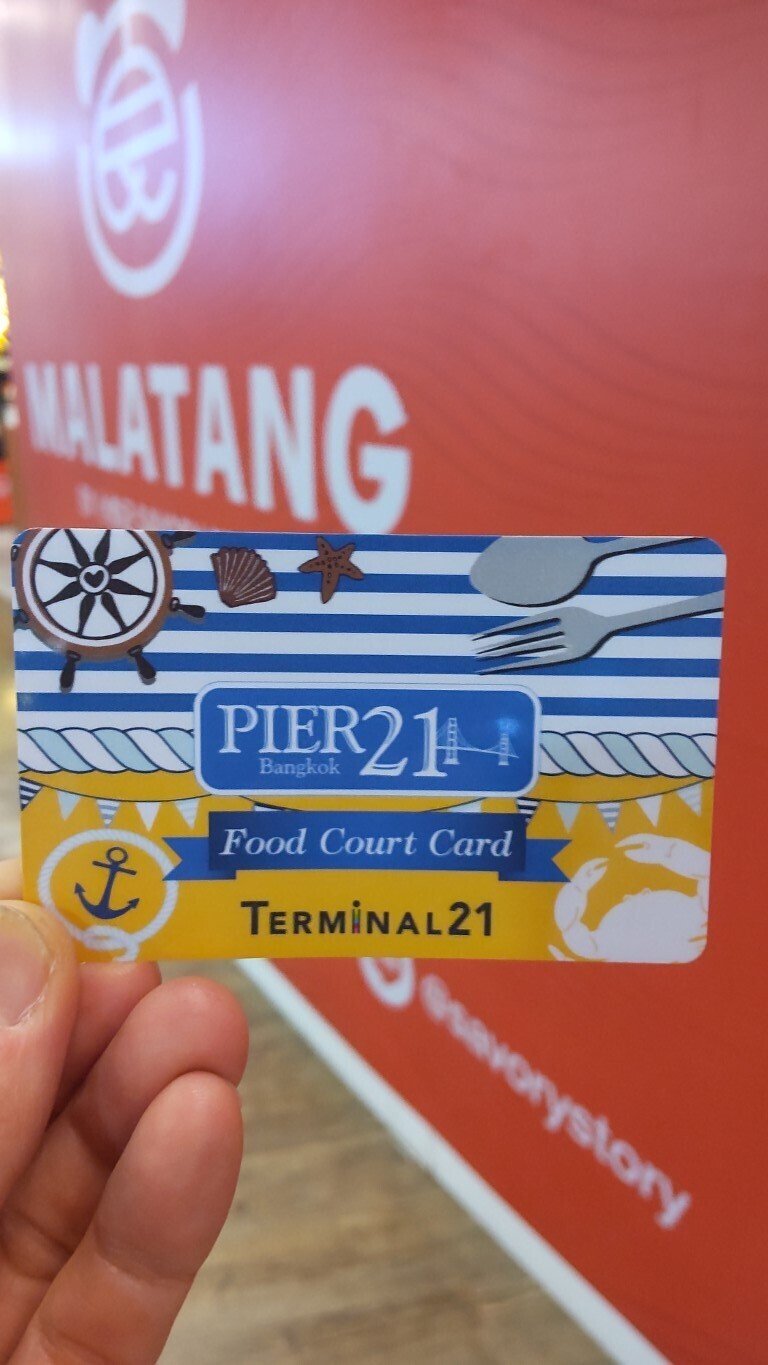 MALATANG
PIER21
Bangkok
Food Court Card
TERMINAL21
@savorystory